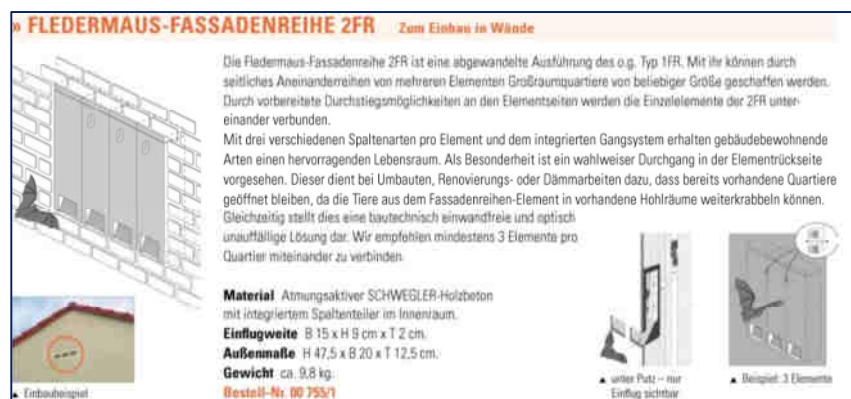 » FLEDERMAUS-FASSADENREIHE 2FR Zum Einbau in Wände
Die Fledermaus-Fassadenreihe 2FR ist eine abgewandelte Ausführung des o.g. Typ 1FR. Mit ihr können durch
seitliches Aneinanderreihen von mehreren Elementen Großraumquartiere von beliebiger Größe geschaffen werden.
Durch vorbereitete Durchstiegsmöglichkeiten an den Elementseiten werden die Einzelelemente der 2FR unter-
einander verbunden.
Mit drei verschiedenen Spaltenarten pro Element und dem integrierten Gangsystem erhalten gebäudebewohnende
Arten einen hervorragenden Lebensraum. Als Besonderheit ist ein wahlweiser Durchgang in der Elementrückseite
vorgesehen. Dieser dient bei Umbauten, Renovierungs- oder Dämmarbeiten dazu, dass bereits vorhandene Quartiere
geöffnet bleiben, da die Tiere aus dem Fassadenreihen-Element in vorhandene Hohlräume weiterkrabbeln können.
Gleichzeitig stellt dies eine bautechnisch einwandfreie und optisch
unauffällige Lösung dar. Wir empfehlen mindestens 3 Elemente pro
Quartier miteinander zu verbinden.
Material Atmungsaktiver SCHWEGLER-Holzbeton
mit integriertem Spaltenteiler im Innenraum.
Einflugweite B 15 x H 9 cm x T 2 cm.
Außenmaße H 47,5 x B 20 x T 12,5 cm.
Gewicht ca. 9,8 kg.
Bestell-Nr. 00 755/1
▲ Einbaubeispiel
▲ unter Putz – nur
Einflug sichtbar
▲ Beispiel: 3 Elemente